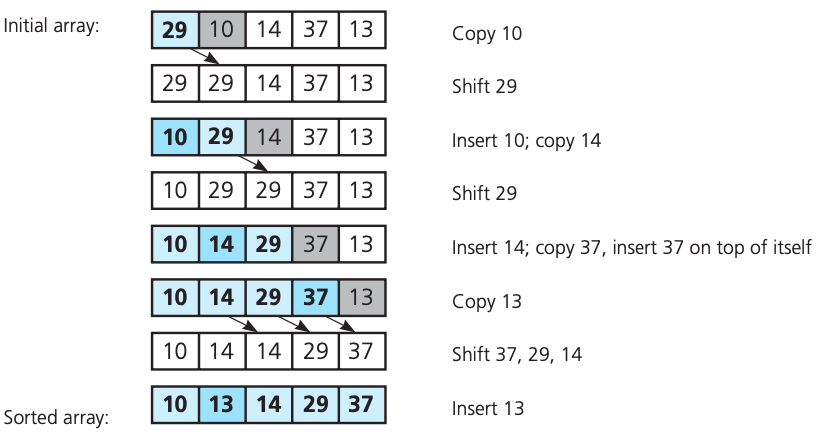 Initial array: 29 10 14 37 13 Copy 10
29 29 14 37 13 Shift 29
10 29 14 37 13 Insert 10; copy 14
10 29 29 37 13 Shift 29
10 14 29 37 13 Insert 14; copy 37, insert 37 on top of itself
10 14 29 37 13 Copy 13
10 14 14 29 37 Shift 37, 29, 14
Sorted array: 10 13 14 29 37 Insert 13